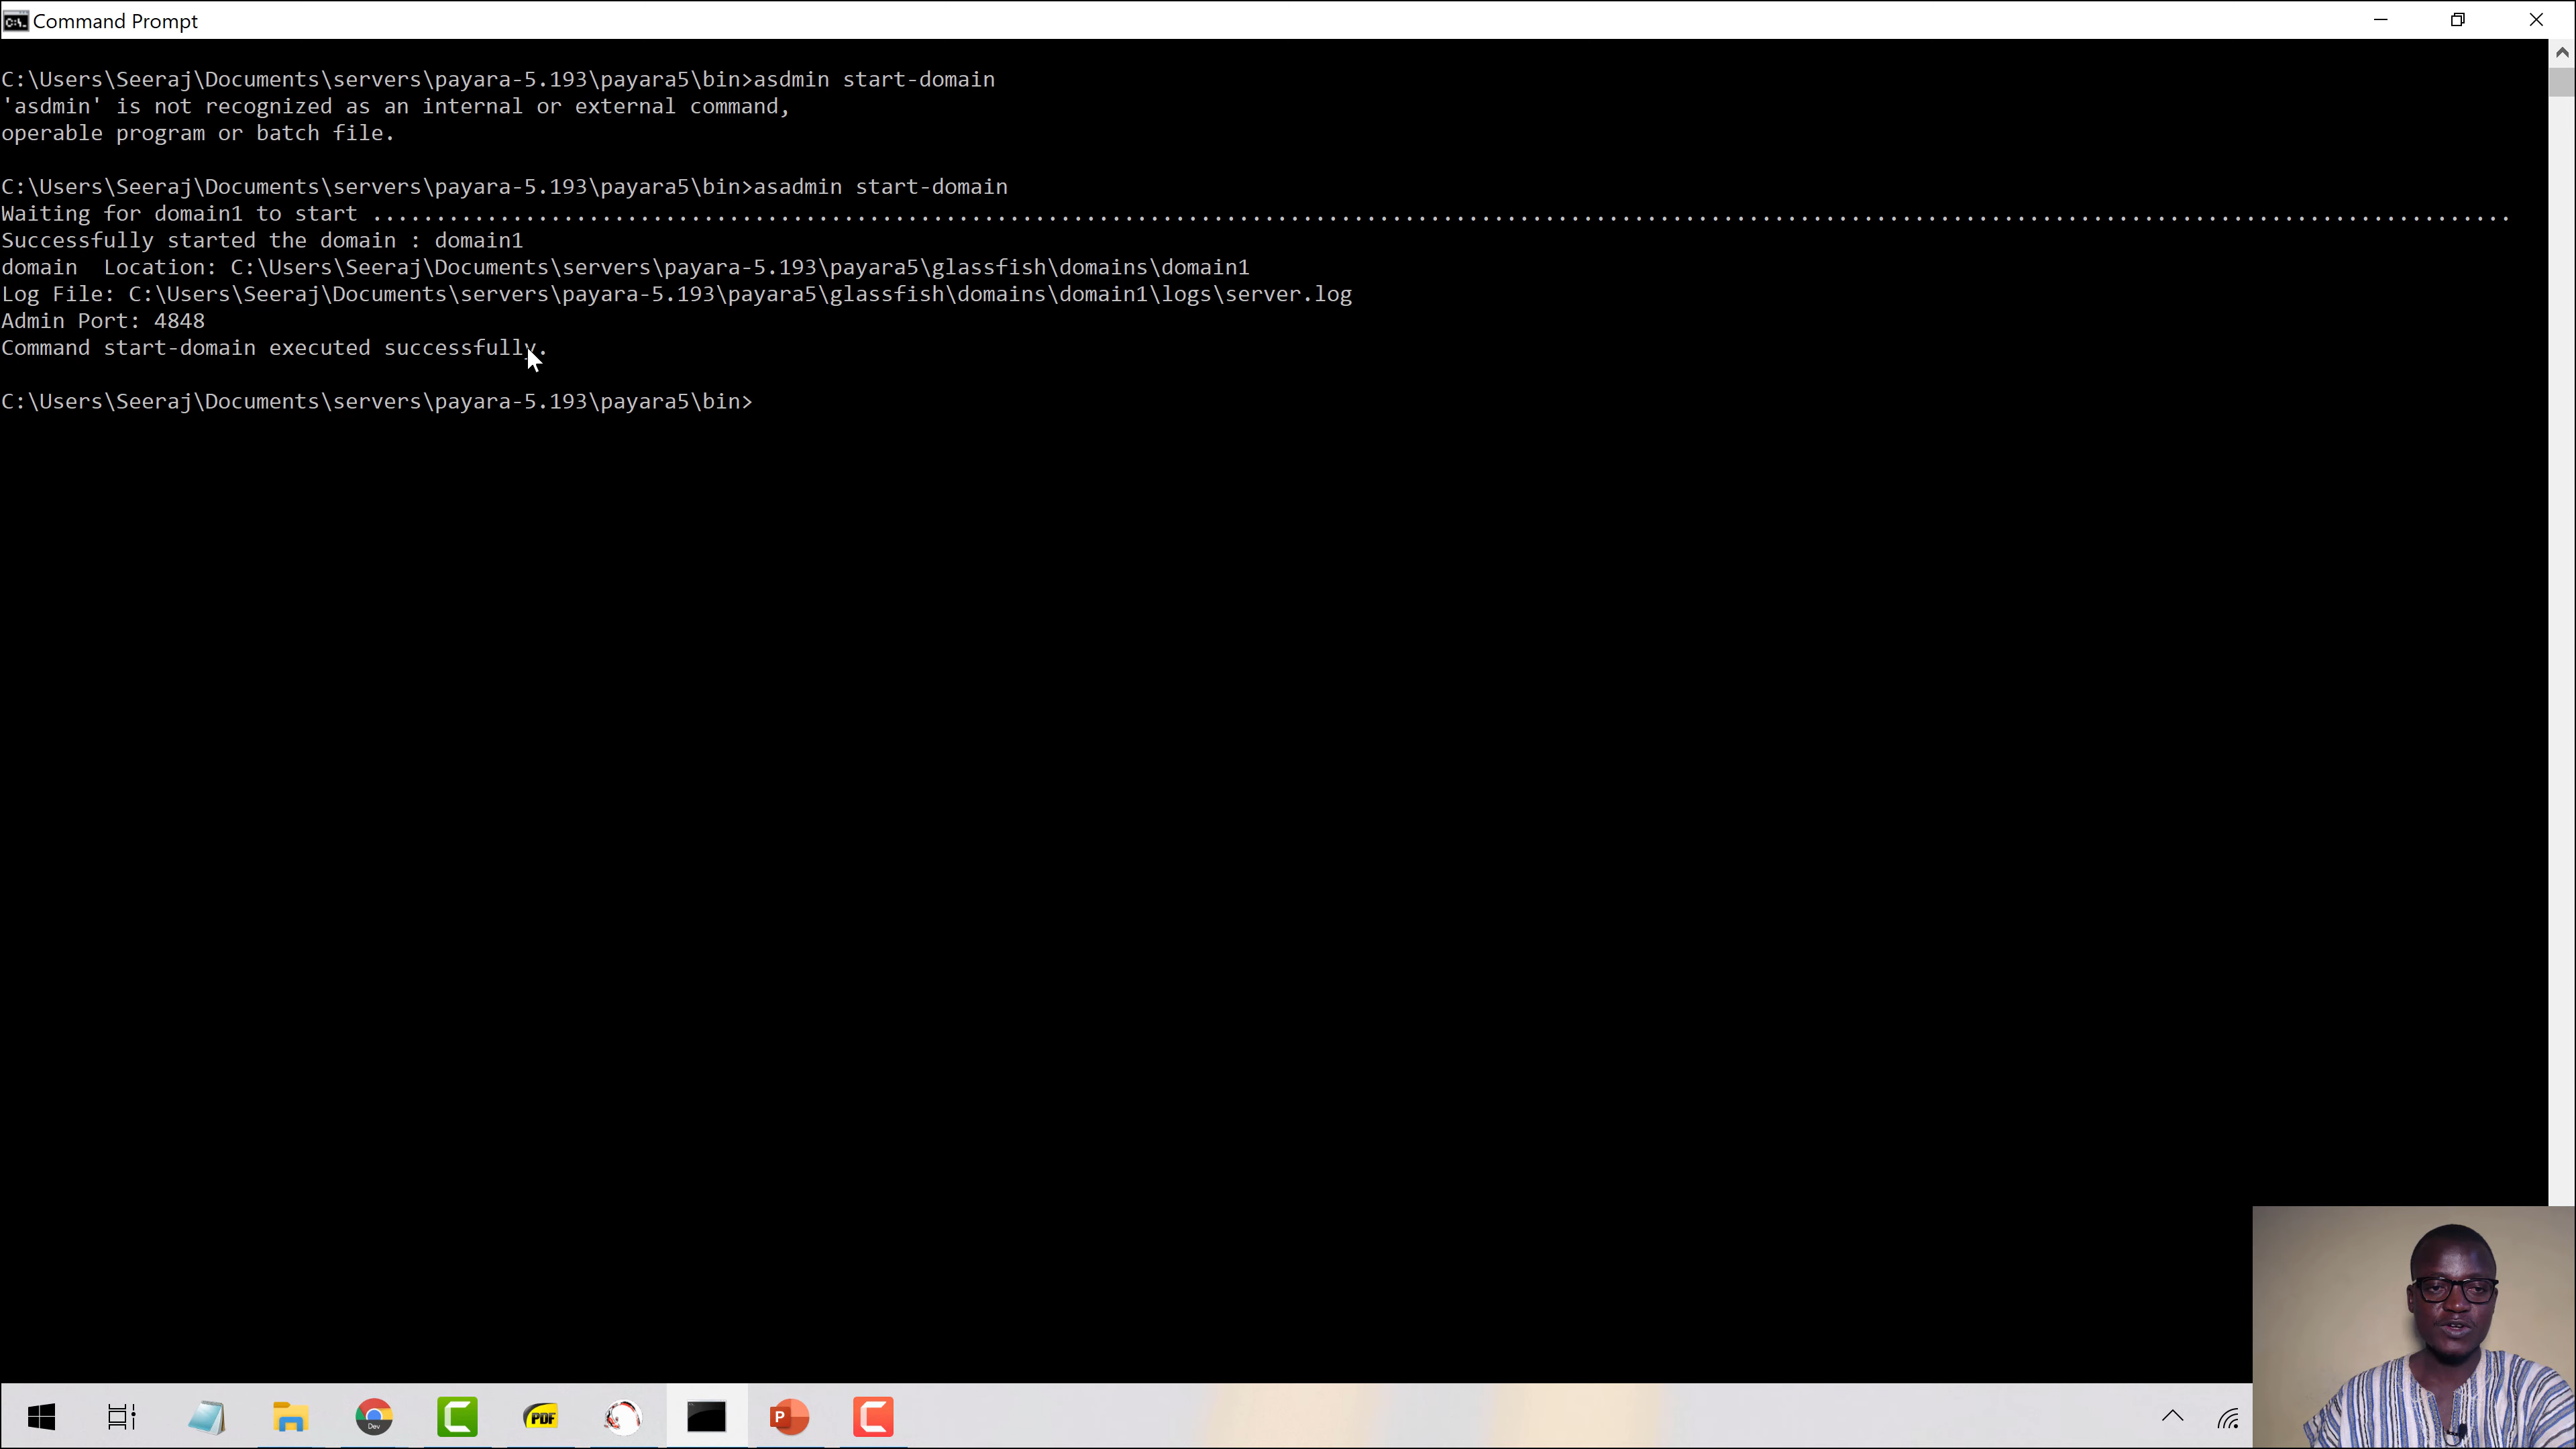 Command Prompt
C:\Users\Seeraj\Documents\servers\payara-5.193\payara5\bin>asdmin start-domain
'asdmin' is not recognized as an internal or external command,
operable program or batch file.
C:\Users\Seeraj\Documents\servers\payara-5.193\payara5\bin>asadmin start-domain
Waiting for domain1 to start ........................................................................................................................................................................
Successfully started the domain : domain1
domain  Location: C:\Users\Seeraj\Documents\servers\payara-5.193\payara5\glassfish\domains\domain1
Log File: C:\Users\Seeraj\Documents\servers\payara-5.193\payara5\glassfish\domains\domain1\logs\server.log
Admin Port: 4848
Command start-domain executed successfully.
C:\Users\Seeraj\Documents\servers\payara-5.193\payara5\bin>
Dev
PDF
P